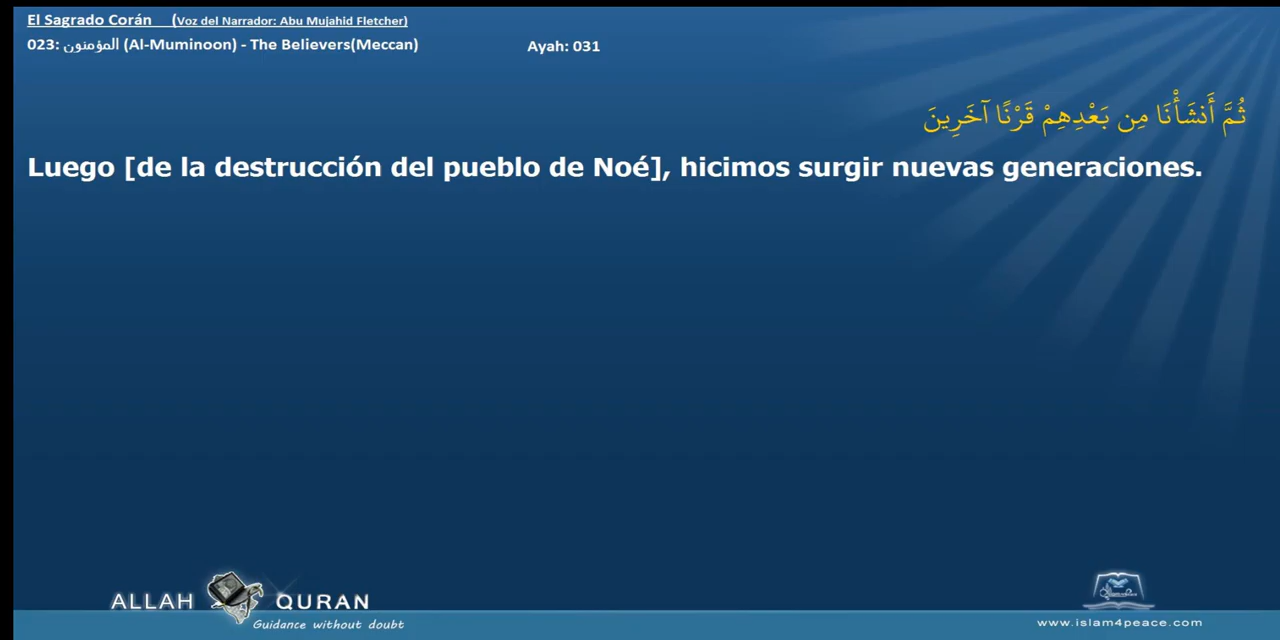 El Sagrado Corán (Voz del Narrador: Abu Mujahid Fletcher)
023: المؤمنون (Al-Muminoon) - The Believers(Meccan) Ayah: 031
ثُمَّ أَنشَأْنَا مِن بَعْدِهِمْ قَرْنًا آخَرِينَ
Luego [de la destrucción del pueblo de Noé], hicimos surgir nuevas generaciones.
ALLAH QURAN
Guidance without doubt
www.islam4peace.com